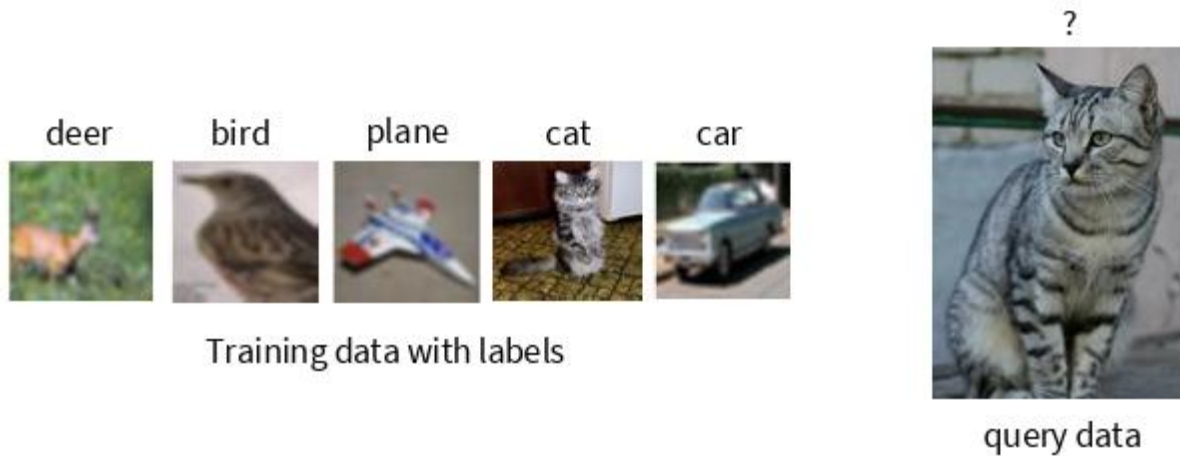 ?
deer bird plane cat car
Training data with labels
query data